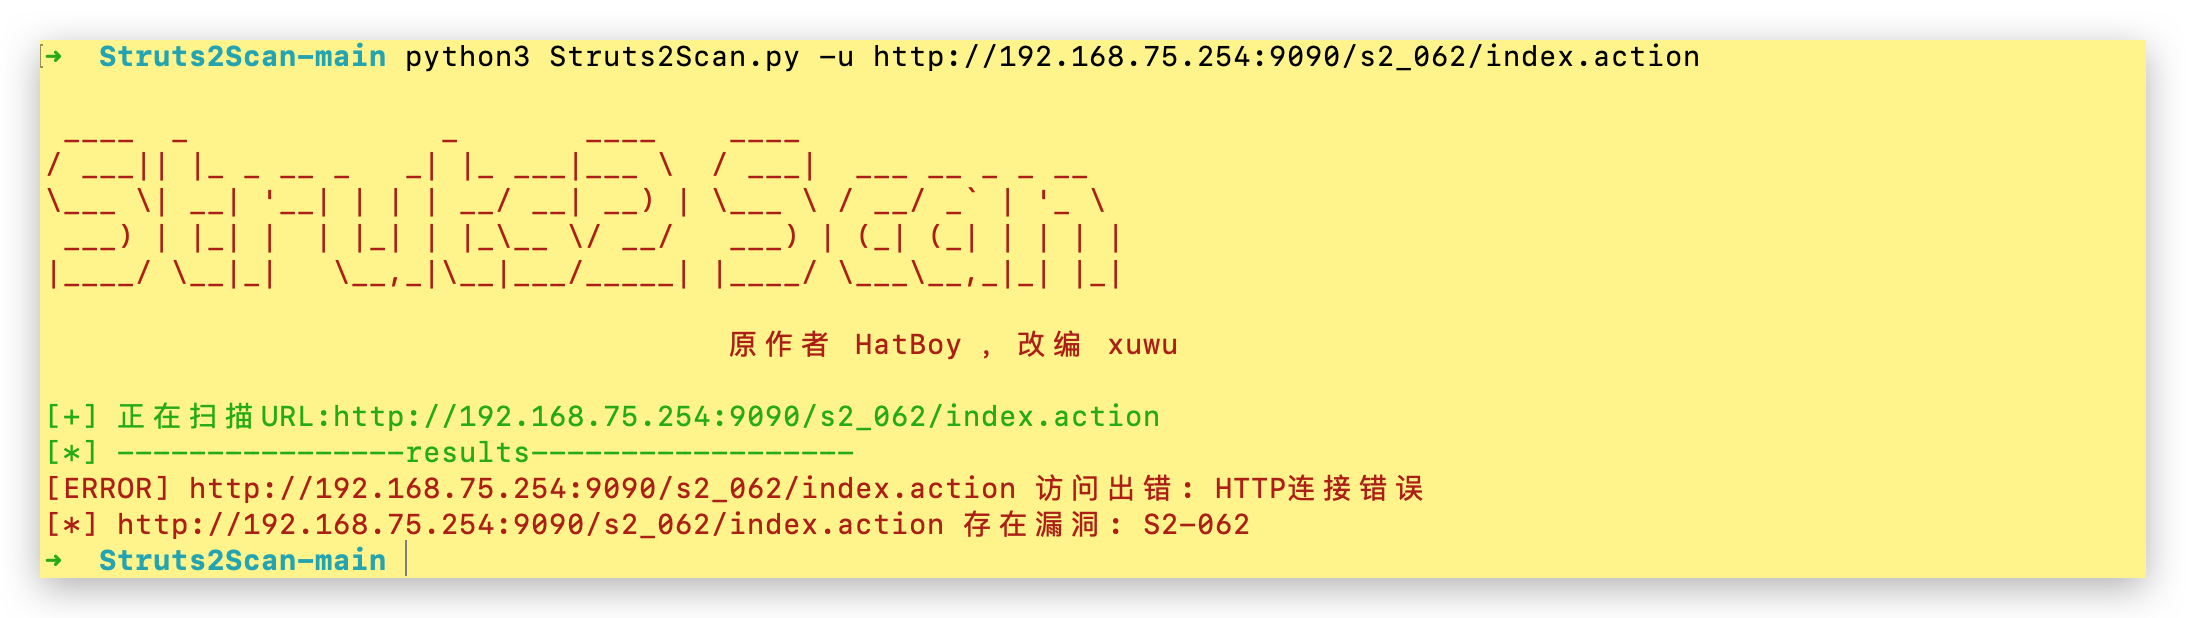 ➜  Struts2Scan-main python3 Struts2Scan.py -u http://192.168.75.254:9090/s2_062/index.action
 ____  _              _       ____    ____
/ ___|| |_ _ __ _   _| |_ ___|___ \  / ___|  ___ __ _ _ __
\___ \| __| '__| | | | __/ __| __) | \___ \ / __/ _` | '_ \
 ___) | |_| |  | |_| | |_\__ \/ __/   ___) | (_| (_| | | | |
|____/ \__|_|   \__,_|\__|___/_____| |____/ \___\__,_|_| |_|
原作者 HatBoy , 改编 xuwu
[+] 正在扫描URL:http://192.168.75.254:9090/s2_062/index.action
[*] ----------------results------------------
[ERROR] http://192.168.75.254:9090/s2_062/index.action 访问出错: HTTP连接错误
[*] http://192.168.75.254:9090/s2_062/index.action 存在漏洞: S2-062
➜  Struts2Scan-main